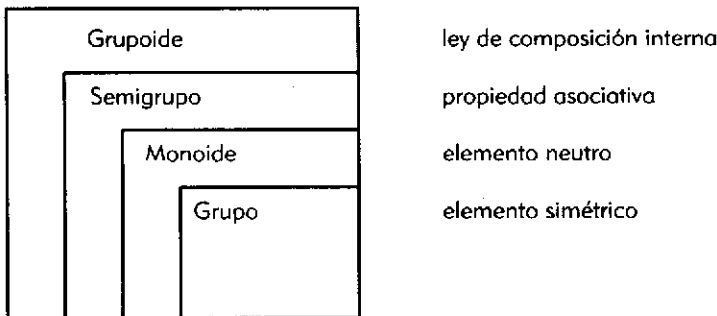 Grupoide ley de composición interna
Semigrupo propiedad asociativa
Monoide elemento neutro
Grupo elemento simétrico